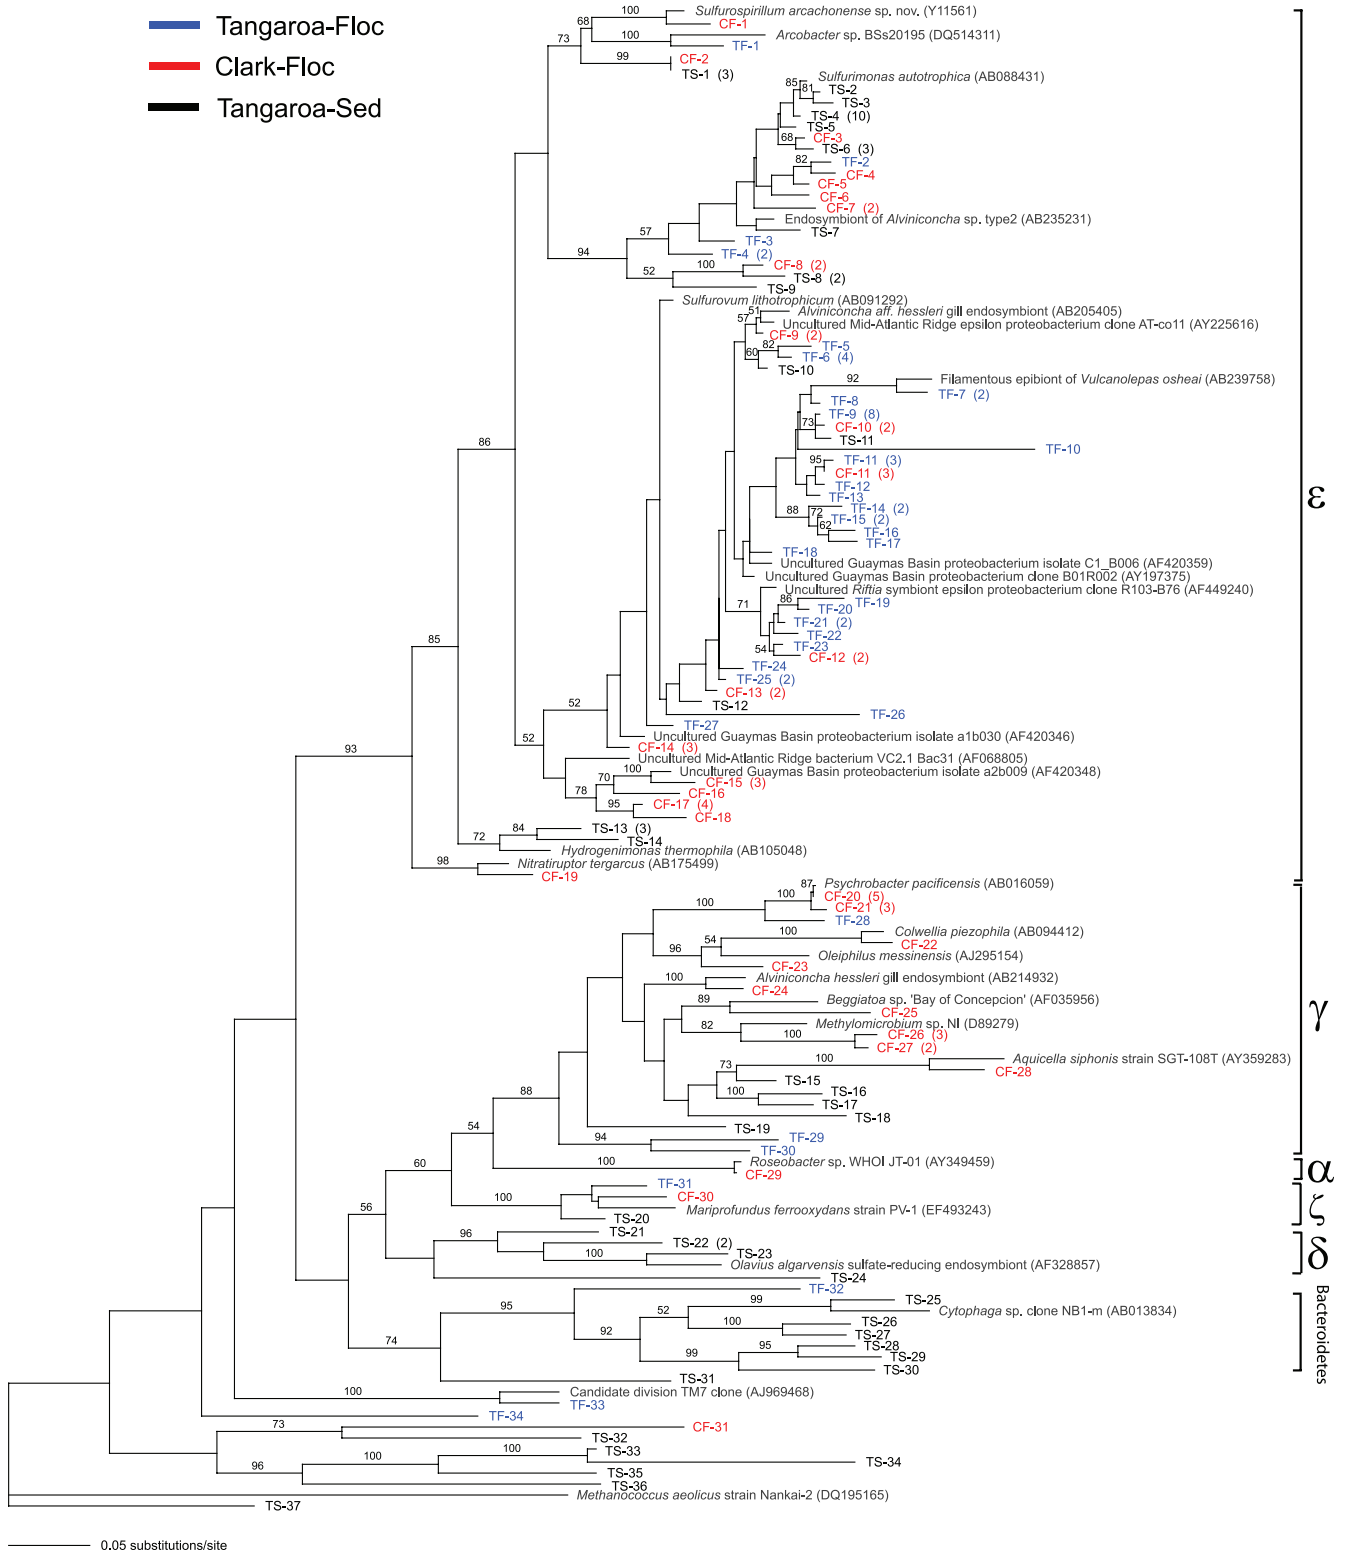 Tangaroa-Floc
Clark-Floc
Tangaroa-Sed
100 Sulfurospirillum arcachonense sp. nov. (Y11561)
68 CF-1
73 100 Arcobacter sp. BSs20195 (DQ514311)
TF-1
99 CF-2
TS-1 (3)
Sulfurimonas autotrophica (AB088431)
85 81 TS-2
TS-3
TS-4 (10)
TS-5
68 CF-3
TS-6 (3)
82 TF-2
CF-4
CF-5
CF-6
CF-7 (2)
Endosymbiont of Alviniconcha sp. type2 (AB235231)
TS-7
57 TF-3
94 TF-4 (2)
100 CF-8 (2)
52 TS-8 (2)
TS-9
Sulfurovum lithotrophicum (AB091292)
51 Alviniconcha aff. hessleri gill endosymbiont (AB205405)
57 Uncultured Mid-Atlantic Ridge epsilon proteobacterium clone AT-co11 (AY225616)
CF-9 (2)
82 TF-5
60 TF-6 (4)
TS-10
92 Filamentous epibiont of Vulcanolepas osheai (AB239758)
TF-7 (2)
TF-8
TF-9 (8)
73 CF-10 (2)
TS-11
86 TF-10
95 TF-11 (3)
CF-11 (3)
TF-12
TF-13
88 72 TF-14 (2)
TF-15 (2)
62 TF-16
TF-17
TF-18
Uncultured Guaymas Basin proteobacterium isolate C1_B006 (AF420359)
Uncultured Guaymas Basin proteobacterium clone B01R002 (AY197375)
Uncultured Riftia symbiont epsilon proteobacterium clone R103-B76 (AF449240)
71 86 TF-19
TF-20
TF-21 (2)
TF-22
TF-23
54 CF-12 (2)
85 TF-24
TF-25 (2)
CF-13 (2)
TS-12
52 TF-26
TF-27
52 Uncultured Guaymas Basin proteobacterium isolate a1b030 (AF420346)
CF-14 (3)
93 Uncultured Mid-Atlantic Ridge bacterium VC2.1 Bac31 (AF068805)
100 Uncultured Guaymas Basin proteobacterium isolate a2b009 (AF420348)
70 CF-15 (3)
78 CF-16
95 CF-17 (4)
CF-18
84 TS-13 (3)
72 TS-14
Hydrogenimonas thermophila (AB105048)
98 Nitratiruptor tergarcus (AB175499)
CF-19
ε
87 Psychrobacter pacificensis (AB016059)
100 CF-20 (5)
100 CF-21 (3)
TF-28
100 Colwellia piezophila (AB094412)
54 CF-22
96 Oleiphilus messinensis (AJ295154)
CF-23
100 Alviniconcha hessleri gill endosymbiont (AB214932)
CF-24
89 Beggiatoa sp. 'Bay of Concepcion' (AF035956)
CF-25
82 Methylomicrobium sp. NI (D89279)
100 CF-26 (3)
CF-27 (2)
100 Aquicella siphonis strain SGT-108T (AY359283)
73 CF-28
TS-15
88 100 TS-16
TS-17
TS-18
54 TS-19
94 TF-29
TF-30
γ
100 Roseobacter sp. WHOI JT-01 (AY349459)
60 CF-29
α
TF-31
100 CF-30
Mariprofundus ferrooxydans strain PV-1 (EF493243)
56 TS-20
ζ
96 TS-21
TS-22 (2)
100 TS-23
Olavius algarvensis sulfate-reducing endosymbiont (AF328857)
TS-24
δ
TF-32
95 99 TS-25
52 Cytophaga sp. clone NB1-m (AB013834)
92 100 TS-26
TS-27
74 95 TS-28
99 TS-29
TS-30
TS-31
Bacteroidetes
100 Candidate division TM7 clone (AJ969468)
TF-33
TF-34
73 CF-31
TS-32
100 TS-33
100 TS-34
96 TS-35
TS-36
Methanococcus aeolicus strain Nankai-2 (DQ195165)
TS-37
0.05 substitutions/site